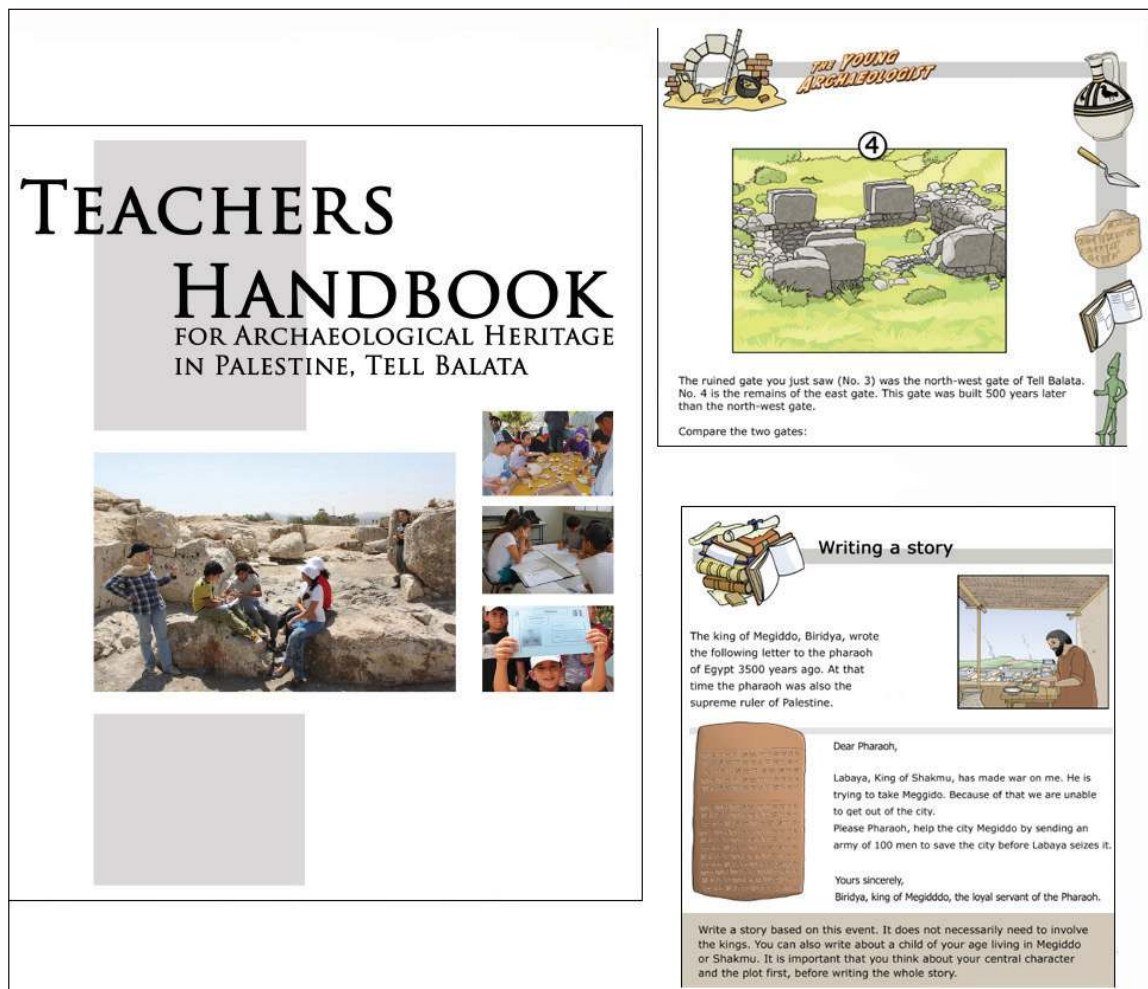 TEACHERS
HANDBOOK
FOR ARCHAEOLOGICAL HERITAGE
IN PALESTINE, TELL BALATA
THE YOUNG
ARCHAEOLOGIST
4
The ruined gate you just saw (No. 3) was the north-west gate of Tell Balata.
No. 4 is the remains of the east gate. This gate was built 500 years later
than the north-west gate.
Compare the two gates:
Writing a story
The king of Megiddo, Biridya, wrote
the following letter to the pharaoh
of Egypt 3500 years ago. At that
time the pharaoh was also the
supreme ruler of Palestine.
Dear Pharaoh,
Labaya, King of Shakmu, has made war on me. He is
trying to take Meggido. Because of that we are unable
to get out of the city.
Please Pharaoh, help the city Megiddo by sending an
army of 100 men to save the city before Labaya seizes it.
Yours sincerely,
Biridya, king of Megidddo, the loyal servant of the Pharaoh.
Write a story based on this event. It does not necessarily need to involve
the kings. You can also write about a child of your age living in Megiddo
or Shakmu. It is important that you think about your central character
and the plot first, before writing the whole story.